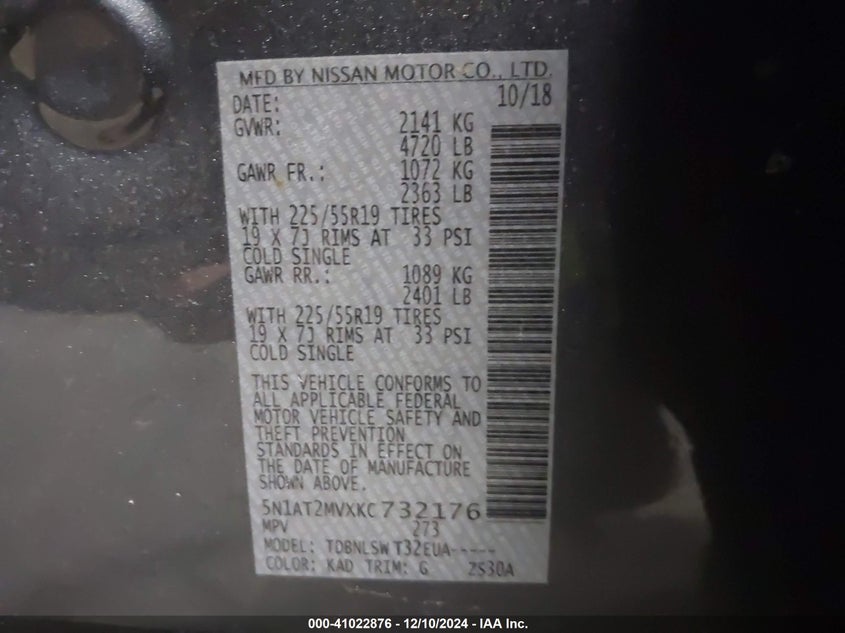 MFD BY NISSAN MOTOR CO., LTD.
DATE: 10/18
GVWR: 2141 KG
4720 LB
GAWR FR.: 1072 KG
2363 LB
WITH 225/55R19 TIRES
19 X 7J RIMS AT 33 PSI
COLD SINGLE
GAWR RR.: 1089 KG
2401 LB
WITH 225/55R19 TIRES
19 X 7J RIMS AT 33 PSI
COLD SINGLE
THIS VEHICLE CONFORMS TO
ALL APPLICABLE FEDERAL
MOTOR VEHICLE SAFETY AND
THEFT PREVENTION
STANDARDS IN EFFECT ON
THE DATE OF MANUFACTURE
SHOWN ABOVE.
5N1AT2MVXKC732176
MPV 273
MODEL: TDBNLSW T32EUA-----
COLOR: KAD TRIM: G ZS30A
000-41022876 - 12/10/2024 - IAA Inc.